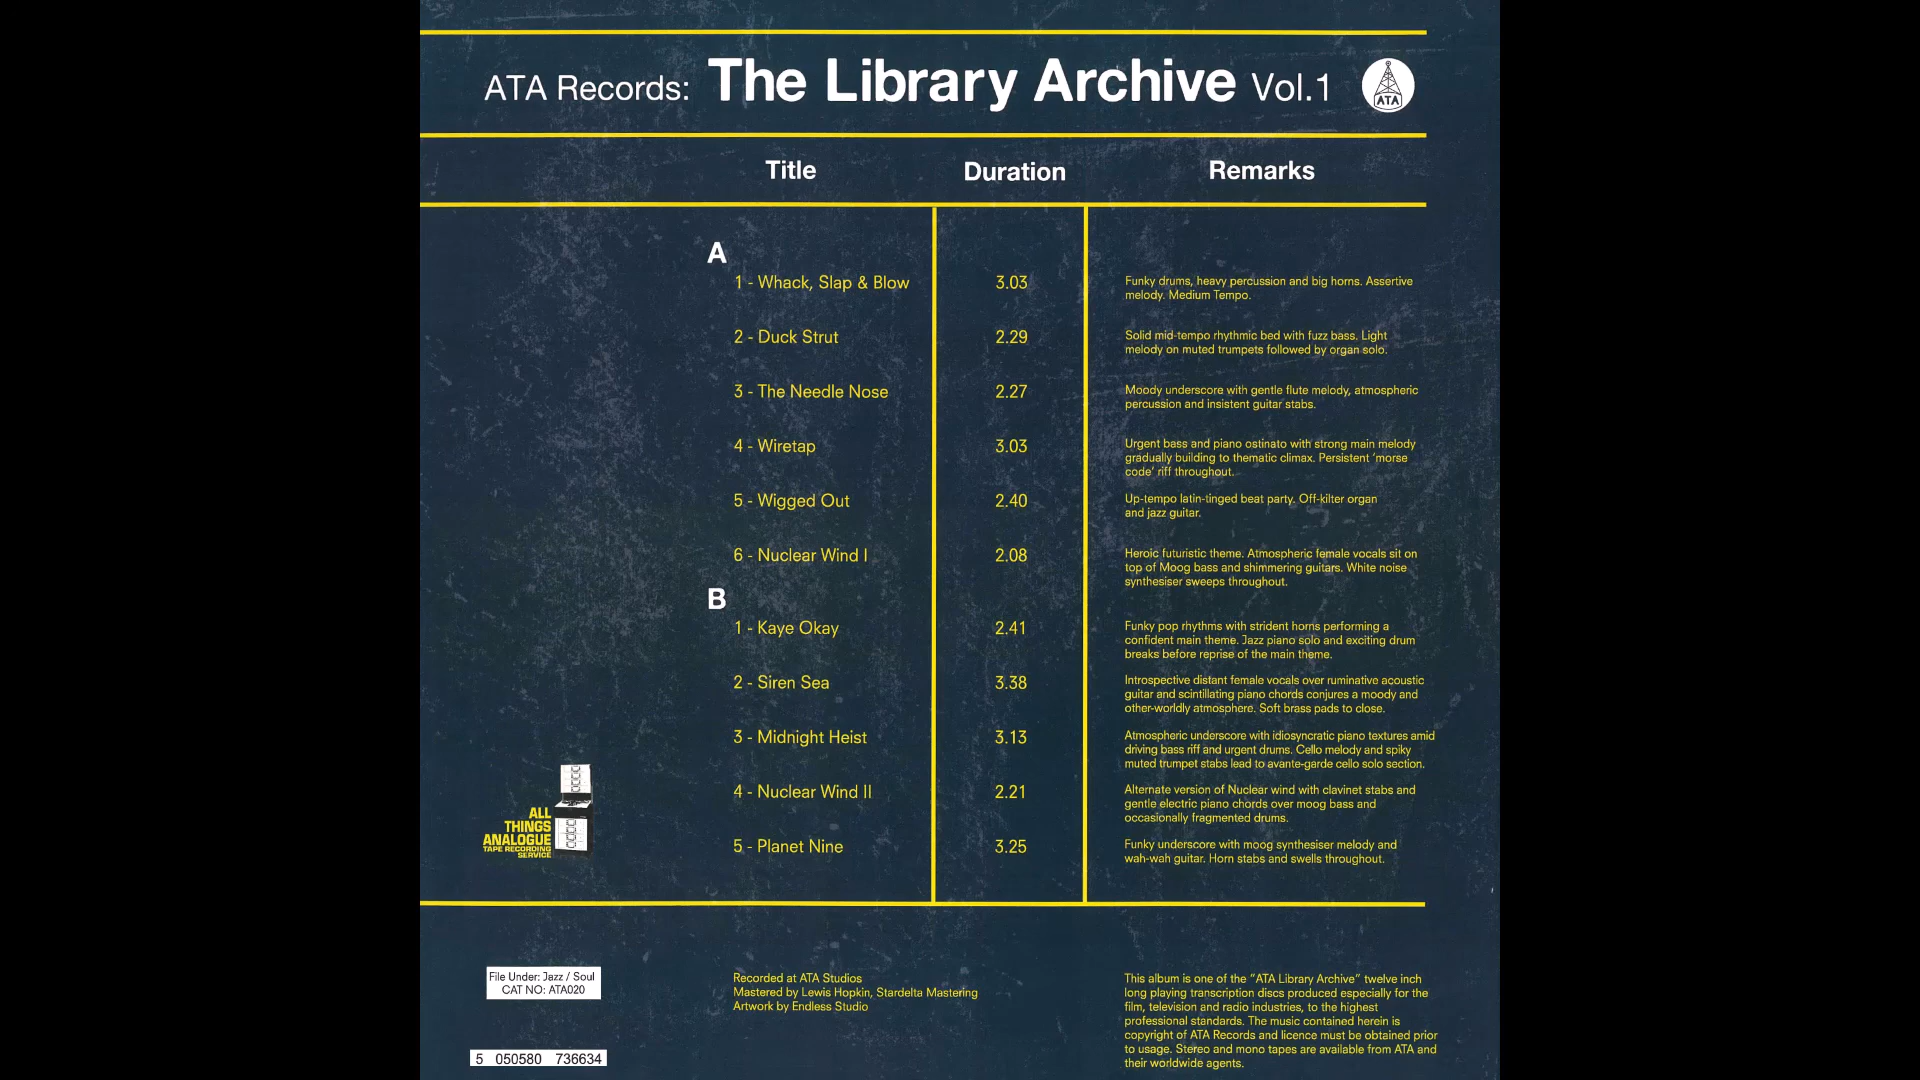 ATA Records: The Library Archive Vol.1
ATA
Title Duration Remarks
A
1 - Whack, Slap & Blow 3.03 Funky drums, heavy percussion and big horns. Assertive
melody. Medium Tempo.
2 - Duck Strut 2.29 Solid mid-tempo rhythmic bed with fuzz bass. Light
melody on muted trumpets followed by organ solo.
3 - The Needle Nose 2.27 Moody underscore with gentle flute melody, atmospheric
percussion and insistent guitar stabs.
4 - Wiretap 3.03 Urgent bass and piano ostinato with strong main melody
gradually building to thematic climax. Persistent ‘morse
code’ riff throughout.
5 - Wigged Out 2.40 Up-tempo latin-tinged beat party. Off-kilter organ
and jazz guitar.
6 - Nuclear Wind I 2.08 Heroic futuristic theme. Atmospheric female vocals sit on
top of Moog bass and shimmering guitars. White noise
synthesiser sweeps throughout.
B
1 - Kaye Okay 2.41 Funky pop rhythms with strident horns performing a
confident main theme. Jazz piano solo and exciting drum
breaks before reprise of the main theme.
2 - Siren Sea 3.38 Introspective distant female vocals over ruminative acoustic
guitar and scintillating piano chords conjures a moody and
other-worldly atmosphere. Soft brass pads to close.
3 - Midnight Heist 3.13 Atmospheric underscore with idiosyncratic piano textures amid
driving bass riff and urgent drums. Cello melody and spiky
muted trumpet stabs lead to avante-garde cello solo section.
4 - Nuclear Wind II 2.21 Alternate version of Nuclear wind with clavinet stabs and
gentle electric piano chords over moog bass and
occasionally fragmented drums.
5 - Planet Nine 3.25 Funky underscore with moog synthesiser melody and
wah-wah guitar. Horn stabs and swells throughout.
ALL
THINGS
ANALOGUE
TAPE RECORDING
SERVICE
File Under: Jazz / Soul
CAT NO: ATA020
5 050580 736634
Recorded at ATA Studios
Mastered by Lewis Hopkin, Stardelta Mastering
Artwork by Endless Studio
This album is one of the “ATA Library Archive” twelve inch
long playing transcription discs produced especially for the
film, television and radio industries, to the highest
professional standards. The music contained herein is
copyright of ATA Records and licence must be obtained prior
to usage. Stereo and mono tapes are available from ATA and
their worldwide agents.